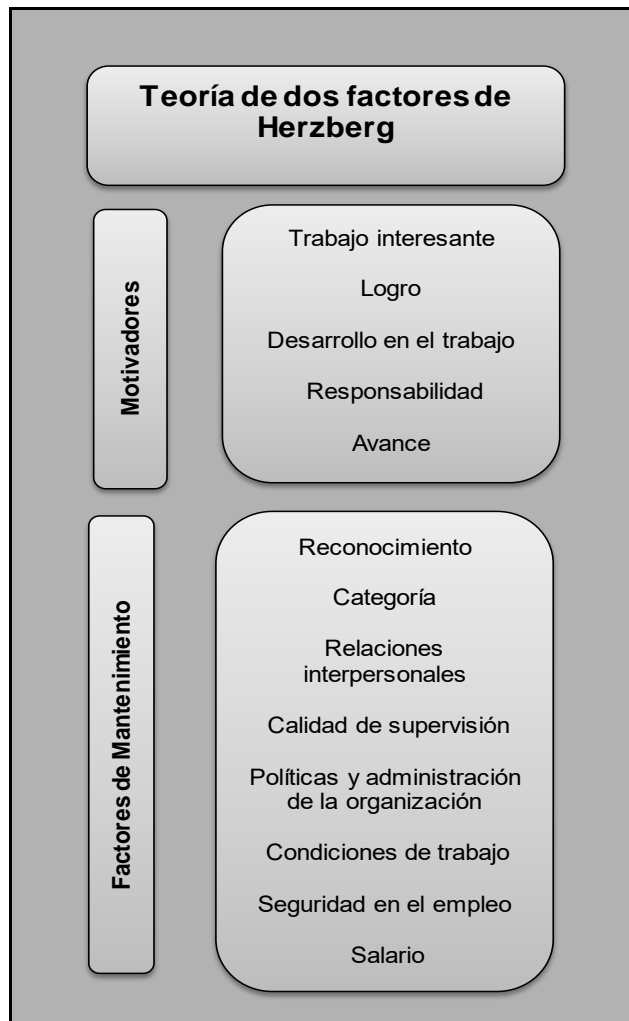 Teoría de dos factores de
Herzberg
Motivadores
Trabajo interesante
Logro
Desarrollo en el trabajo
Responsabilidad
Avance
Factores de Mantenimiento
Reconocimiento
Categoría
Relaciones
interpersonales
Calidad de supervisión
Políticas y administración
de la organización
Condiciones de trabajo
Seguridad en el empleo
Salario